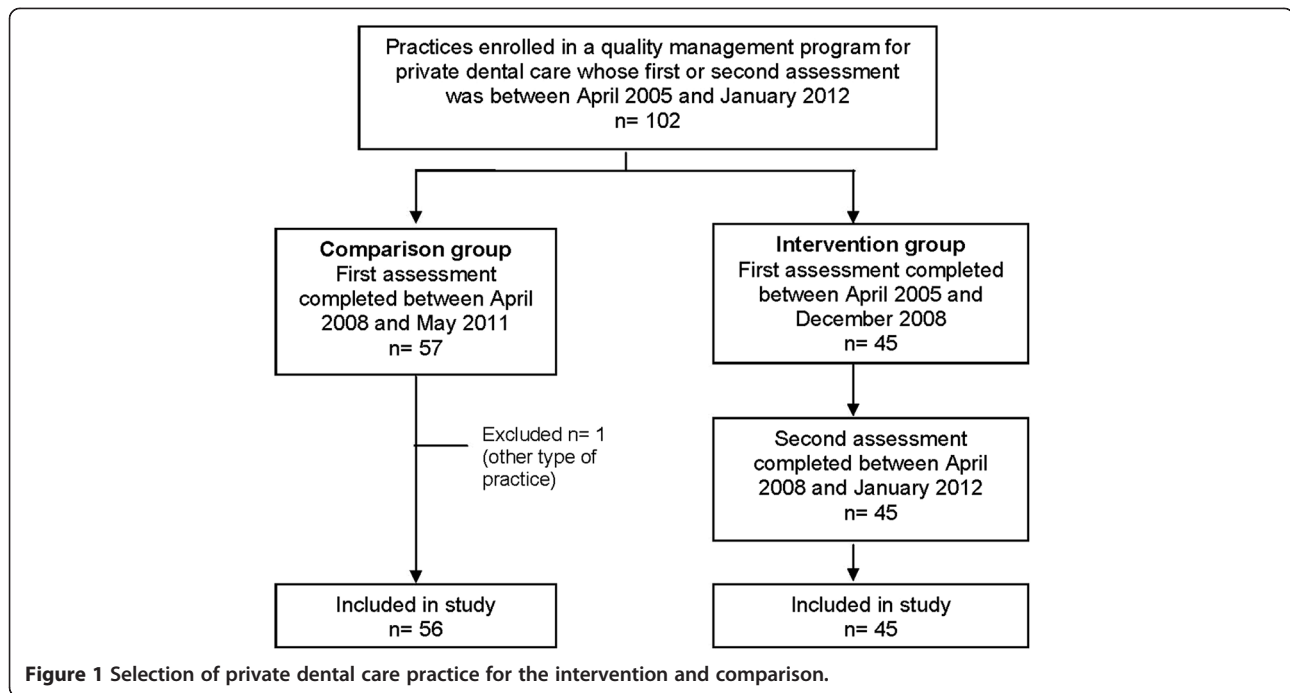 Practices enrolled in a quality management program for
private dental care whose first or second assessment
was between April 2005 and January 2012
n= 102
Comparison group
First assessment
completed between April
2008 and May 2011
n= 57
Intervention group
First assessment completed
between April 2005 and
December 2008
n= 45
Excluded n= 1
(other type of
practice)
Second assessment
completed between April
2008 and January 2012
n= 45
Included in study
n= 56
Included in study
n= 45
Figure 1 Selection of private dental care practice for the intervention and comparison.